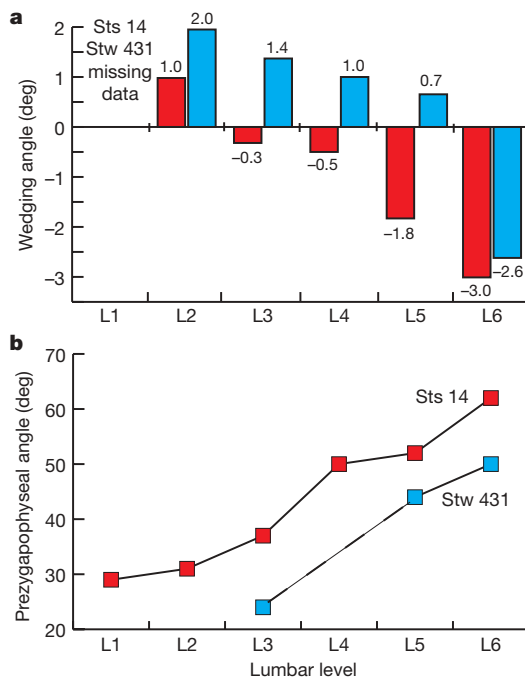 a
Sts 14
Stw 431
missing
data
Wedging angle (deg)
2
1
0
−1
−2
−3
1.0
2.0
−0.3
1.4
−0.5
1.0
−1.8
0.7
−3.0
−2.6
L1 L2 L3 L4 L5 L6
b
Prezygapophyseal angle (deg)
70
60
50
40
30
20
Sts 14
Stw 431
L1 L2 L3 L4 L5 L6
Lumbar level